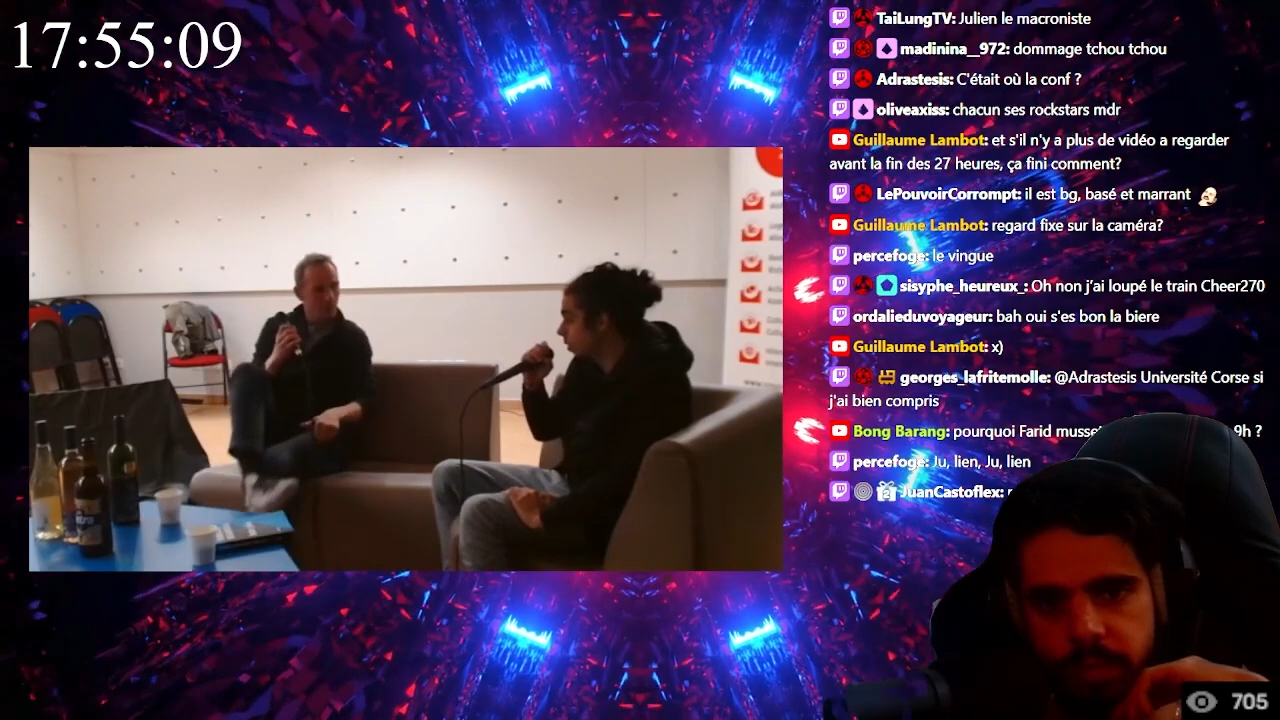 17:55:09
TaiLungTV: Julien le macroniste
madinina__972: dommage tchou tchou
Adrastesis: C'était où la conf ?
oliveaxiss: chacun ses rockstars mdr
Guillaume Lambot: et s'il n'y a plus de vidéo a regarder
avant la fin des 27 heures, ça fini comment?
LePouvoirCorrompt: il est bg, basé et marrant
Guillaume Lambot: regard fixe sur la caméra?
percefoge: le vingue
sisyphe_heureux_: Oh non j'ai loupé le train Cheer270
ordalieduvoyageur: bah oui s'es bon la biere
Guillaume Lambot: x)
georges_lafritemolle: @Adrastesis Université Corse si
j'ai bien compris
Bong Barang: pourquoi Farid 9h ?
percefoge: Ju, lien, Ju, lien
2 JuanCastoflex:
705